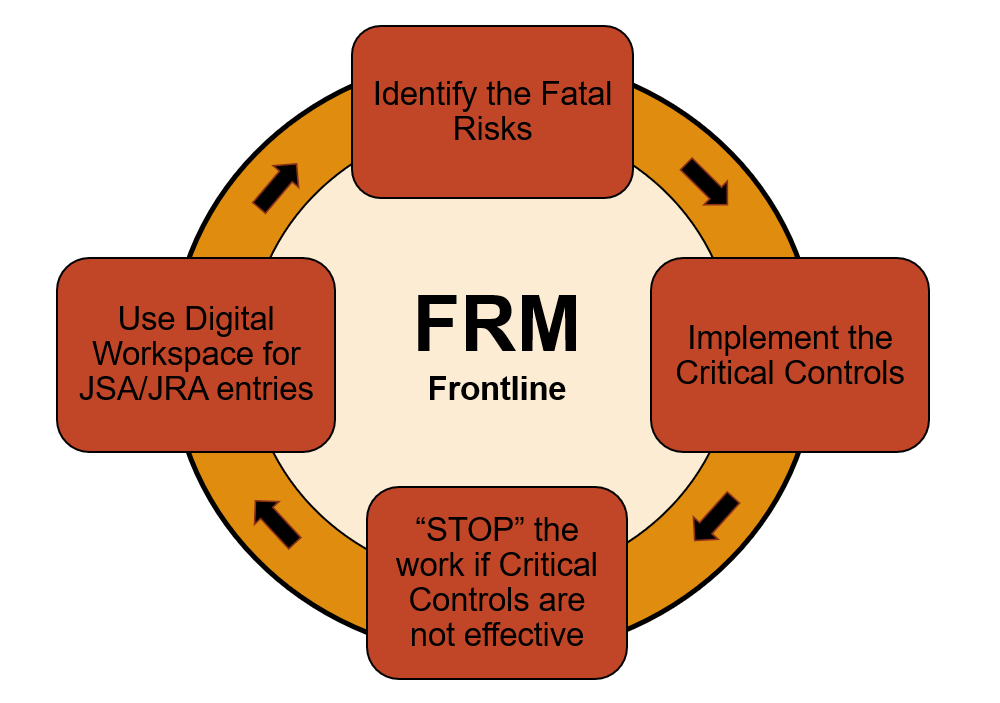 Identify the Fatal
Risks
Use Digital
Workspace for
JSA/JRA entries
FRM
Frontline
Implement the
Critical Controls
“STOP” the
work if Critical
Controls are
not effective